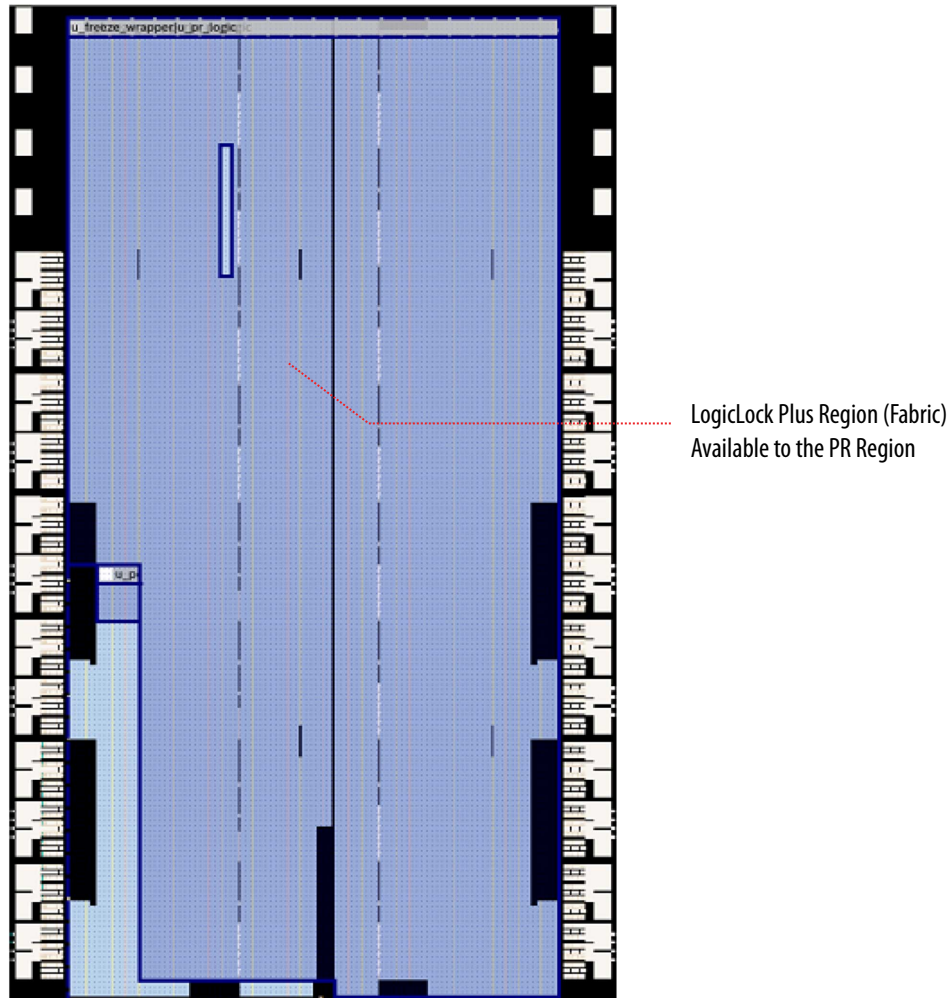 u_freeze_wrapper|u_pr_logic
LogicLock Plus Region (Fabric)
Available to the PR Region